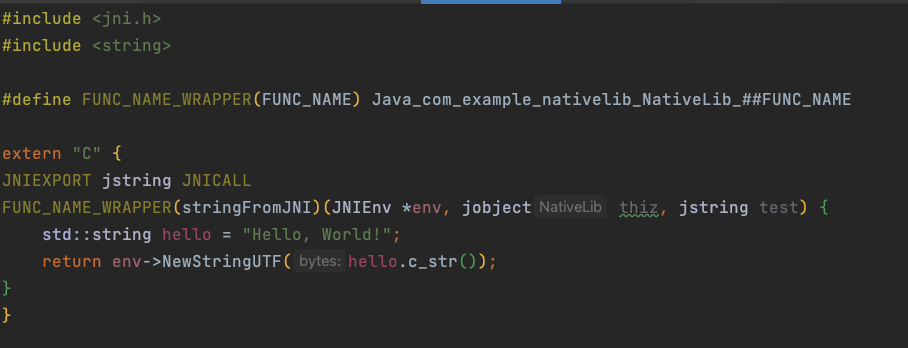 #include <jni.h>
#include <string>
#define FUNC_NAME_WRAPPER(FUNC_NAME) Java_com_example_nativelib_NativeLib_##FUNC_NAME
extern "C" {
JNIEXPORT jstring JNICALL
FUNC_NAME_WRAPPER(stringFromJNI)(JNIEnv *env, jobject NativeLib thiz, jstring test) {
    std::string hello = "Hello, World!";
    return env->NewStringUTF( bytes: hello.c_str());
}
}